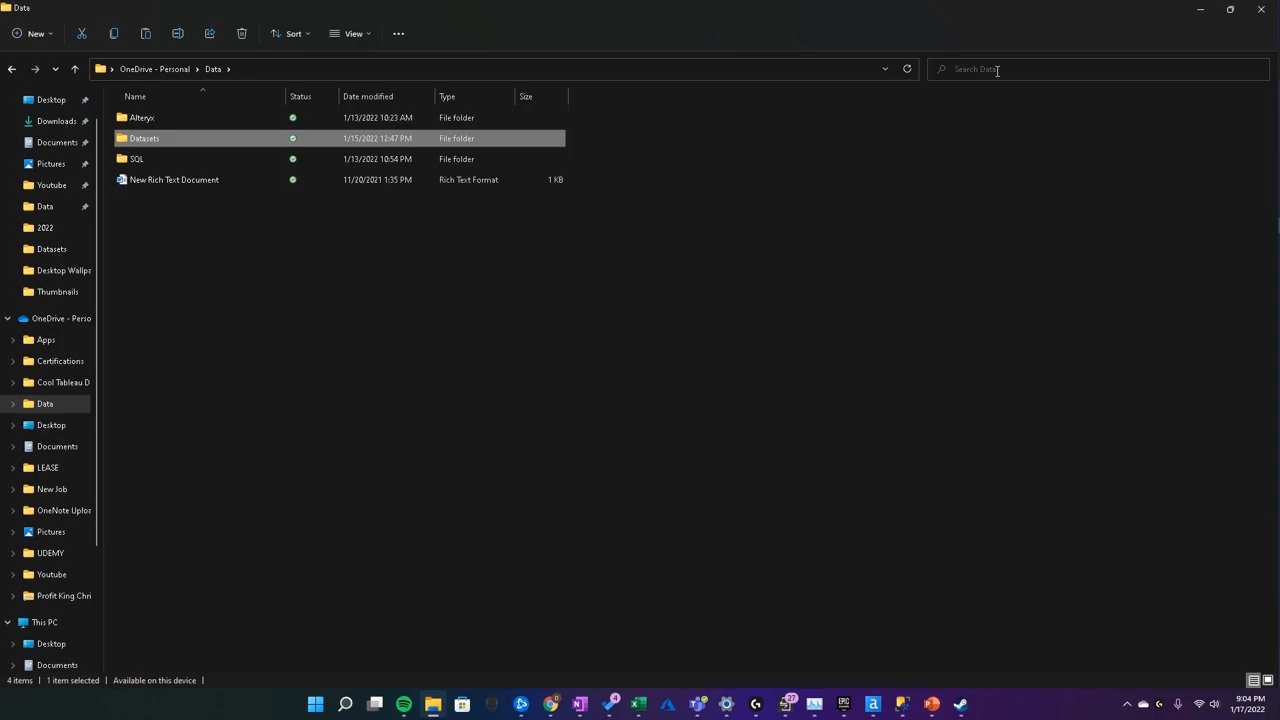 Data
New
Sort
View
OneDrive - Personal
Data
Search Data
Name
Status
Date modified
Type
Size
Alteryx
1/13/2022 10:23 AM
File folder
Datasets
1/15/2022 12:47 PM
File folder
SQL
1/13/2022 10:54 PM
File folder
New Rich Text Document
11/20/2021 1:35 PM
Rich Text Format
1 KB
Desktop
Downloads
Documents
Pictures
Youtube
Data
2022
Datasets
Desktop Wallpa
Thumbnails
OneDrive - Perso
Apps
Certifications
Cool Tableau D
Data
Desktop
Documents
LEASE
New Job
OneNote Uploa
Pictures
UDEMY
Youtube
Profit King Chri
This PC
Desktop
Documents
4 items
1 item selected
Available on this device
4
27
EPIC
a
9:04 PM
1/17/2022